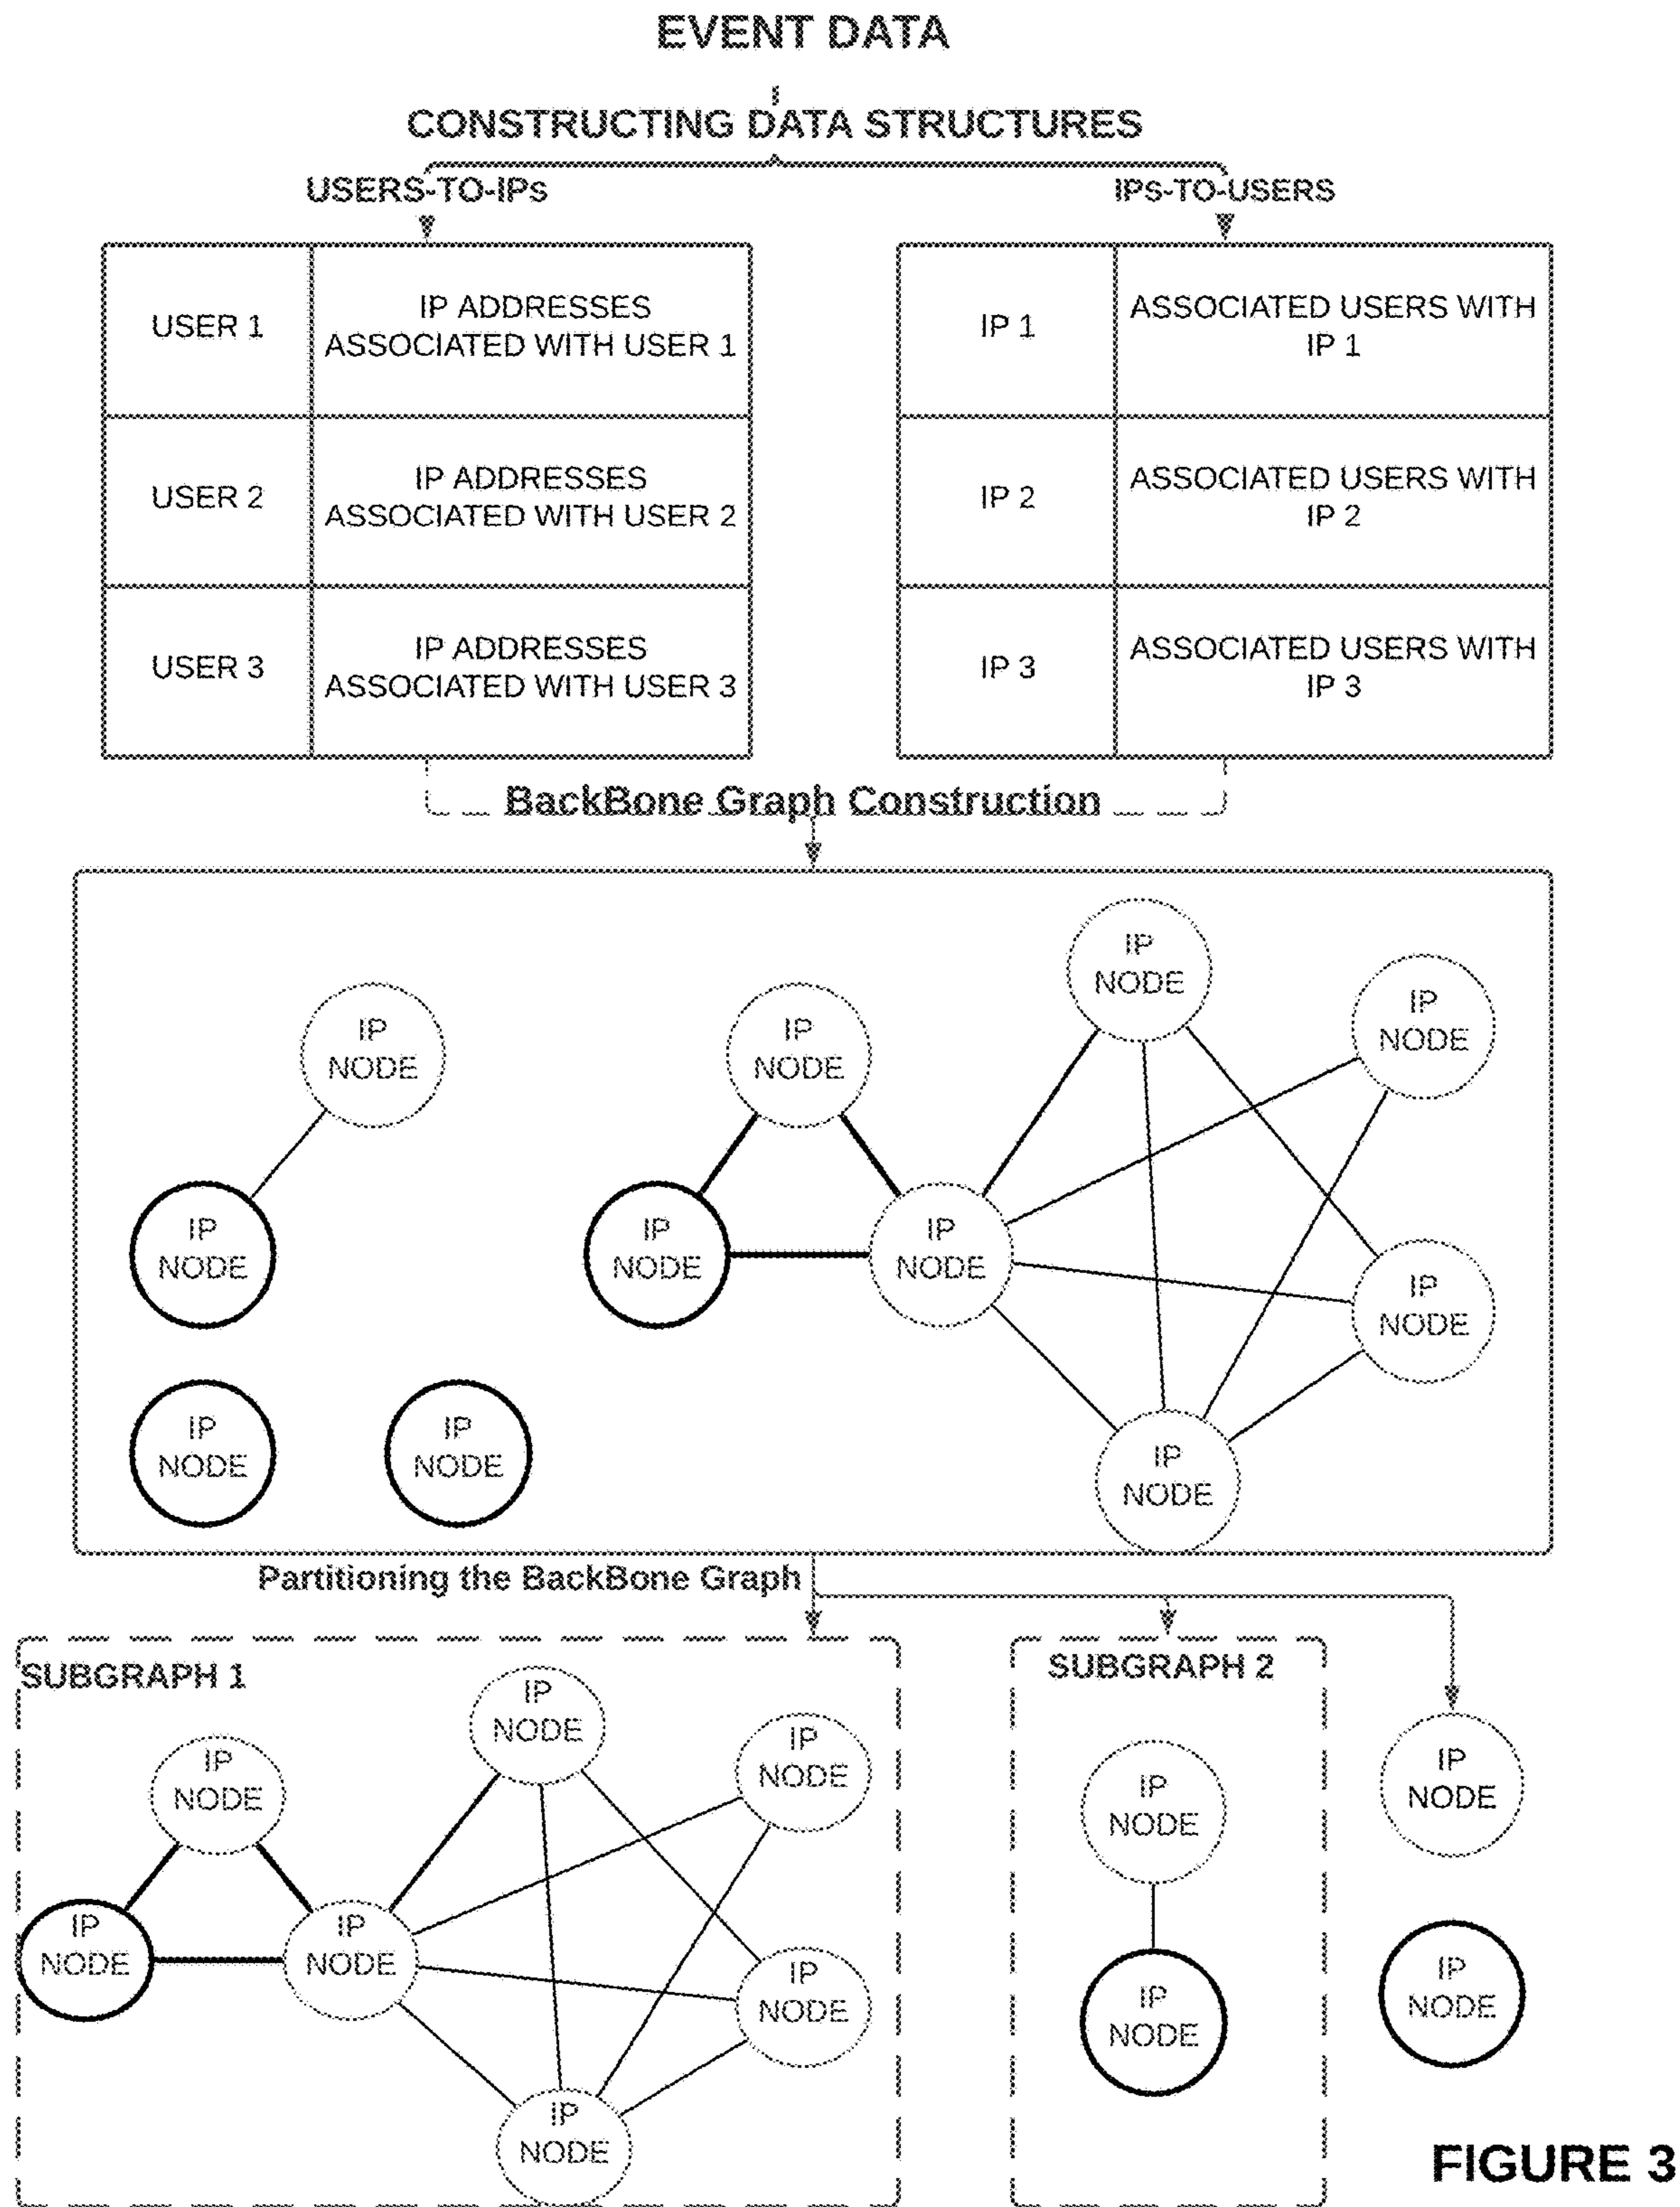 EVENT DATA
CONSTRUCTING DATA STRUCTURES
USERS-TO-IPs
IPs-TO-USERS
USER 1
IP ADDRESSES
ASSOCIATED WITH USER 1
IP 1
ASSOCIATED USERS WITH
IP 1
USER 2
IP ADDRESSES
ASSOCIATED WITH USER 2
IP 2
ASSOCIATED USERS WITH
IP 2
USER 3
IP ADDRESSES
ASSOCIATED WITH USER 3
IP 3
ASSOCIATED USERS WITH
IP 3
BackBone Graph Construction
IP
NODE
IP
NODE
IP
NODE
IP
NODE
IP
NODE
IP
NODE
IP
NODE
IP
NODE
IP
NODE
IP
NODE
IP
NODE
Partitioning the BackBone Graph
SUBGRAPH 1
IP
NODE
IP
NODE
IP
NODE
IP
NODE
IP
NODE
IP
NODE
IP
NODE
SUBGRAPH 2
IP
NODE
IP
NODE
IP
NODE
IP
NODE
FIGURE 3